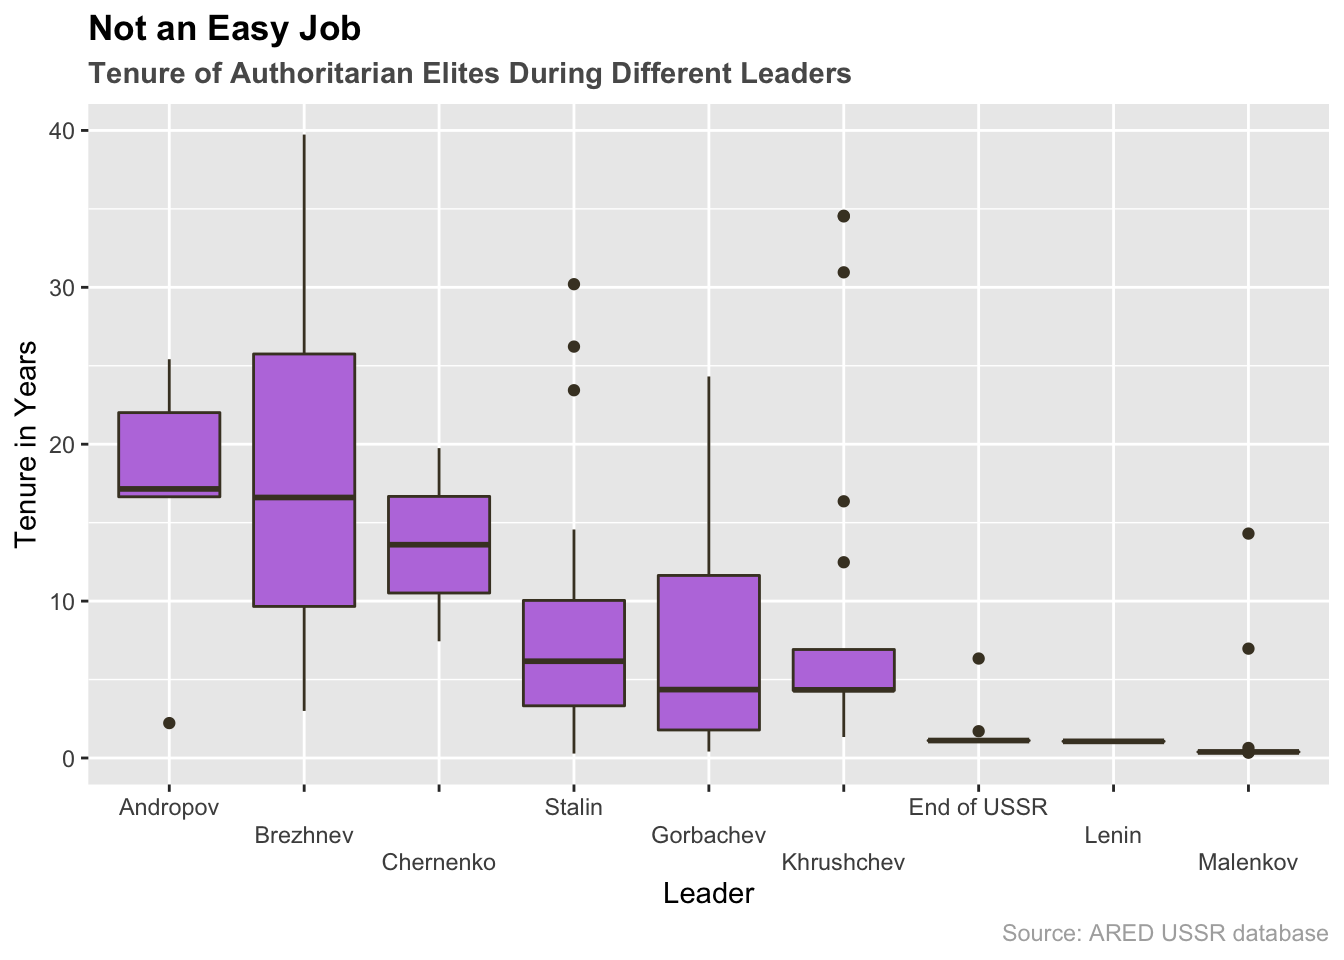 Not an Easy Job
Tenure of Authoritarian Elites During Different Leaders
Tenure in Years
40
30
20
10
0
Andropov
Stalin
End of USSR
Brezhnev
Gorbachev
Lenin
Chernenko
Khrushchev
Malenkov
Leader
Source: ARED USSR database